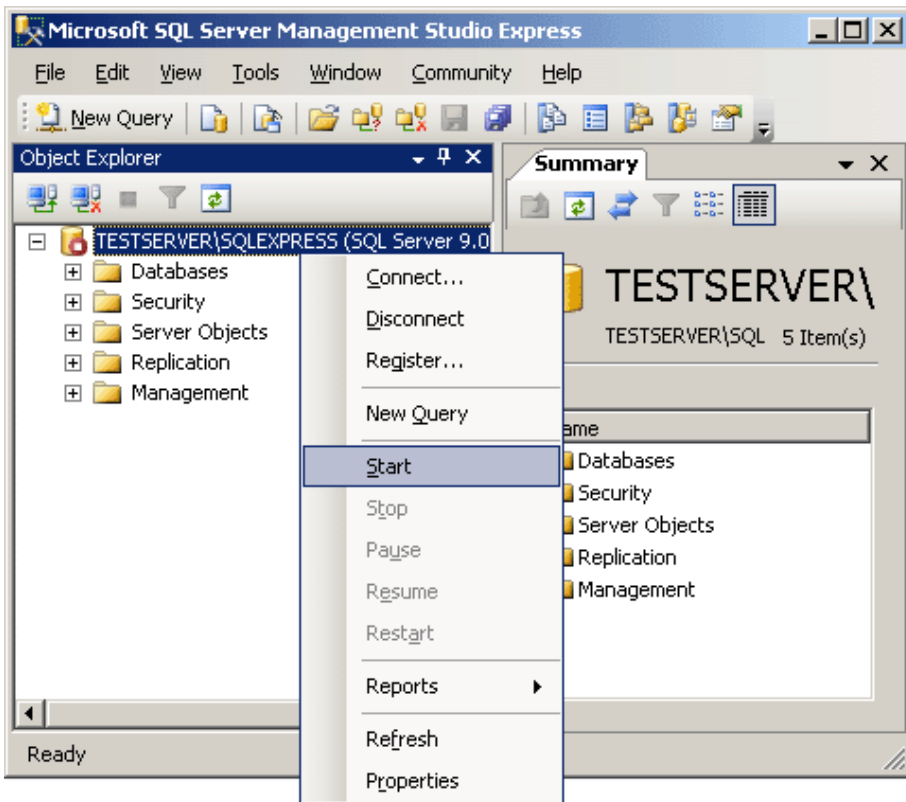 Microsoft SQL Server Management Studio Express
File Edit View Tools Window Community Help
New Query
Object Explorer
Summary
TESTSERVER\SQLEXPRESS (SQL Server 9.0
Databases
Security
Server Objects
Replication
Management
Connect...
Disconnect
Register...
New Query
Start
Stop
Pause
Resume
Restart
Reports
Refresh
Properties
TESTSERVER\
TESTSERVER\SQL 5 Item(s)
ame
Databases
Security
Server Objects
Replication
Management
Ready